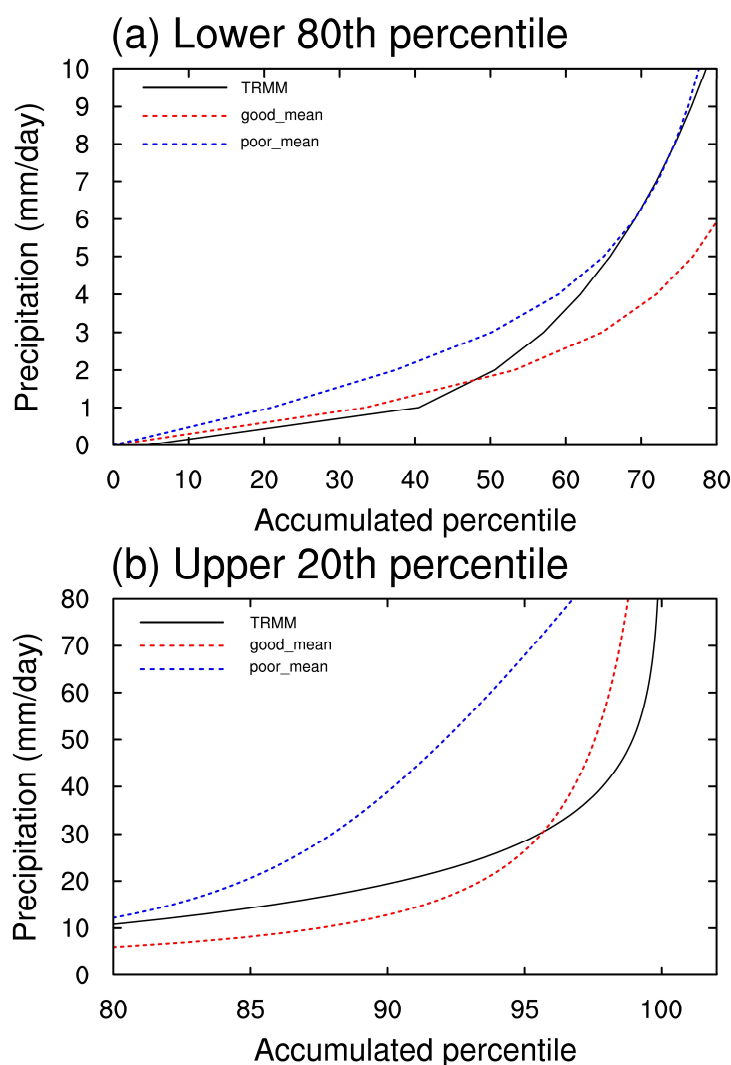 (a) Lower 80th percentile
10
9
8
7
6
5
4
3
2
1
0
Precipitation (mm/day)
TRMM
good_mean
poor_mean
0 10 20 30 40 50 60 70 80
Accumulated percentile
(b) Upper 20th percentile
80
70
60
50
40
30
20
10
0
Precipitation (mm/day)
TRMM
good_mean
poor_mean
80 85 90 95 100
Accumulated percentile